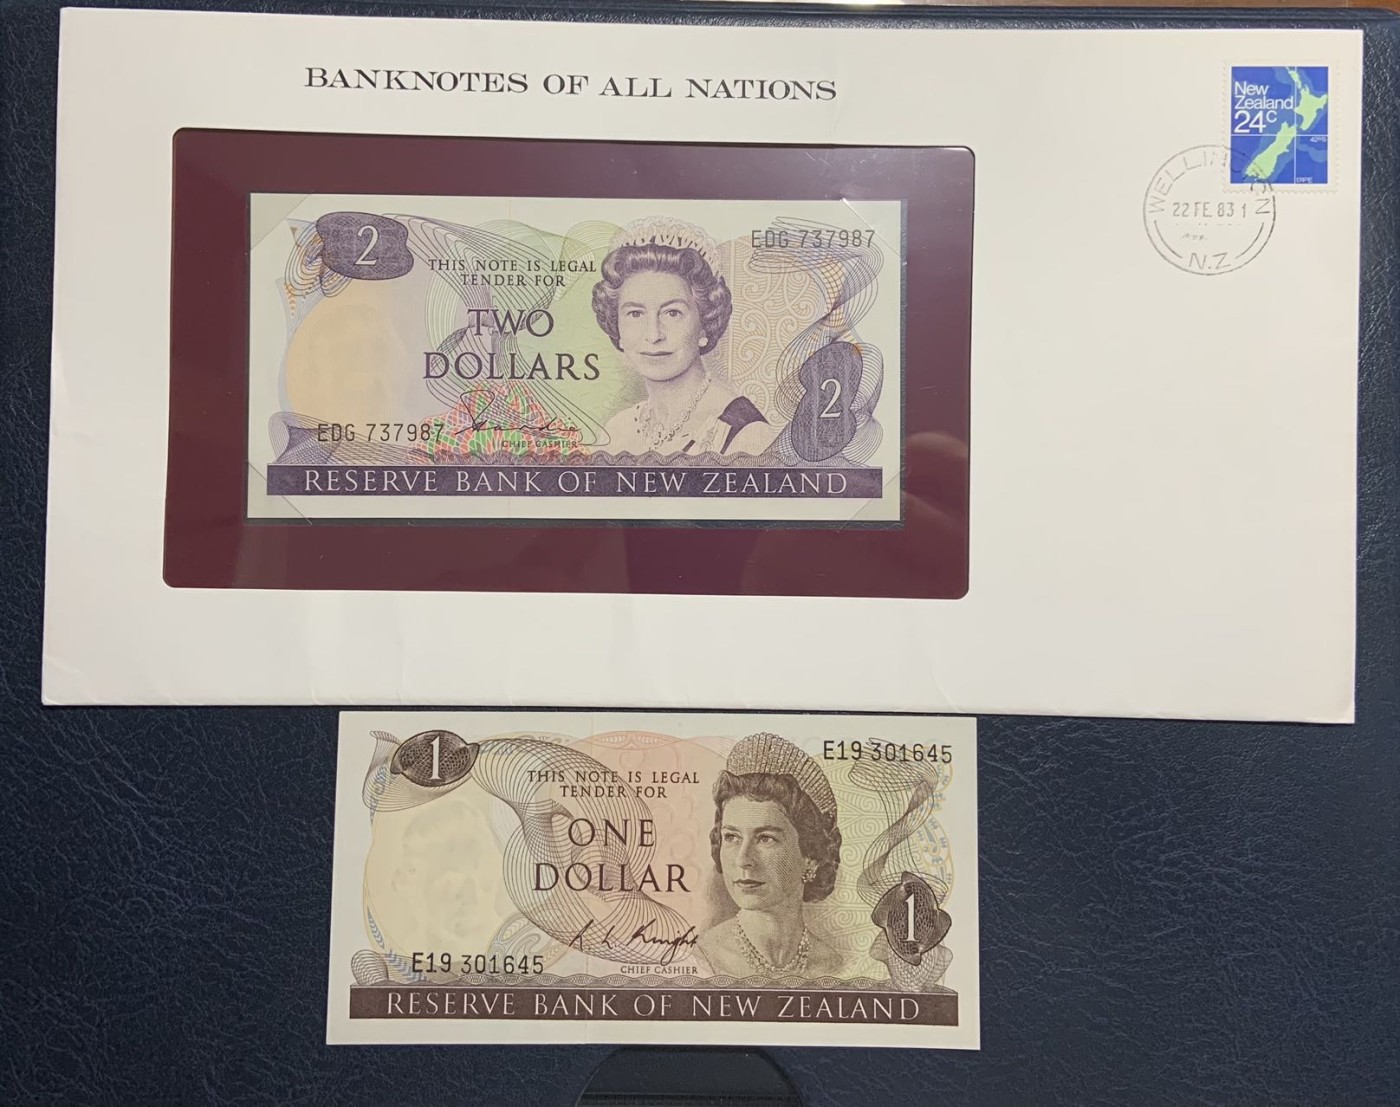 BANKNOTES OF ALL NATIONS
New
Zealand
24c
WELLINGTON
22 FE. 83 1
N.Z
2
EDG 737987
THIS NOTE IS LEGAL
TENDER FOR
TWO
DOLLARS
2
EDG 737987
CHIEF CASHIER
RESERVE BANK OF NEW ZEALAND
1
E19 301645
THIS NOTE IS LEGAL
TENDER FOR
ONE
DOLLAR
1
R L Knight
E19 301645
CHIEF CASHIER
RESERVE BANK OF NEW ZEALAND